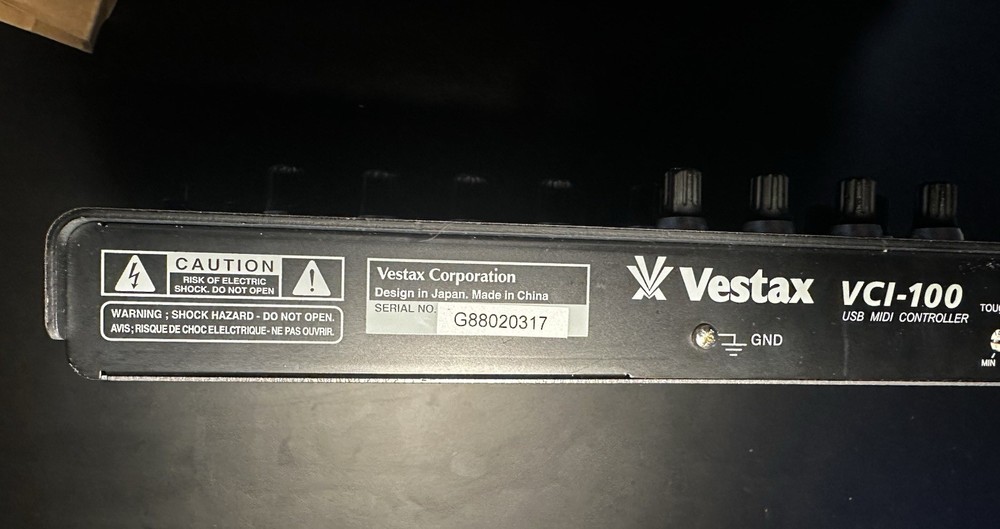 CAUTION
RISK OF ELECTRIC
SHOCK. DO NOT OPEN
WARNING ; SHOCK HAZARD - DO NOT OPEN.
AVIS; RISQUE DE CHOC ELELCTRIQUE- NE PAS OUVRIR.
Vestax Corporation
Design in Japan. Made in China
SERIAL NO. G88020317
Vestax
VCI-100
USB MIDI CONTROLLER
GND
MIN